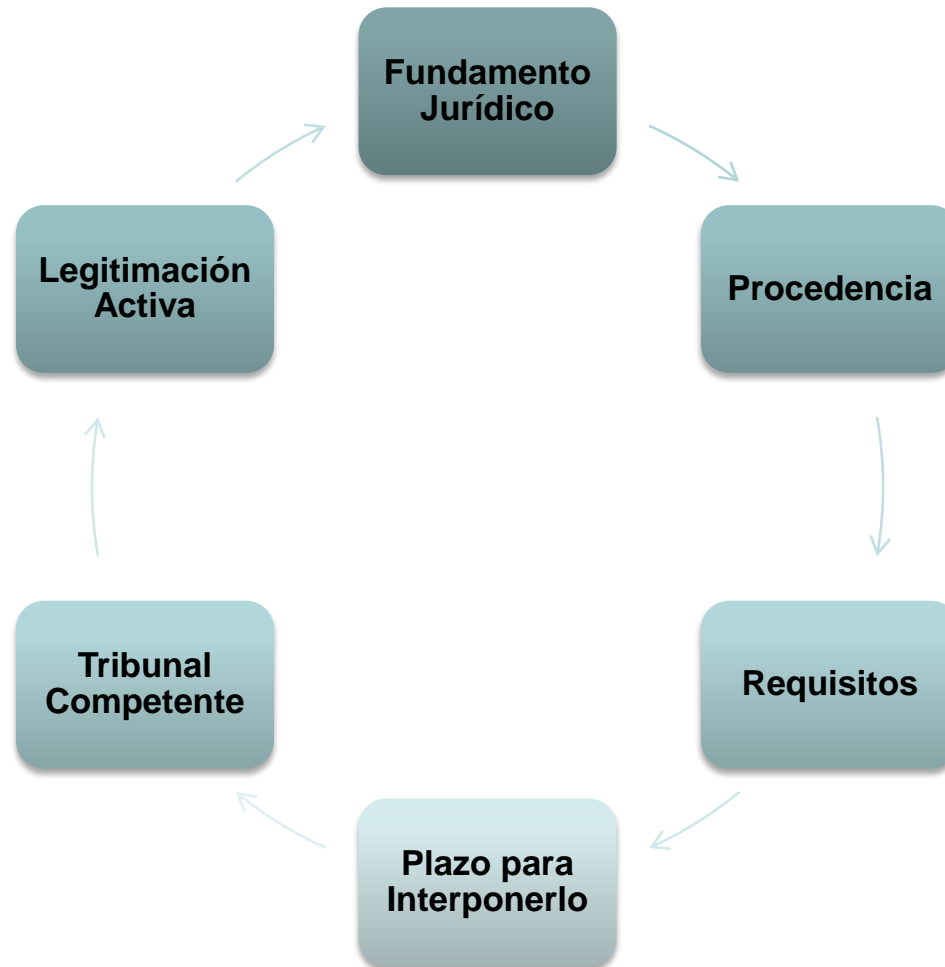 Fundamento
Jurídico
Procedencia
Requisitos
Plazo para
Interponerlo
Tribunal
Competente
Legitimación
Activa